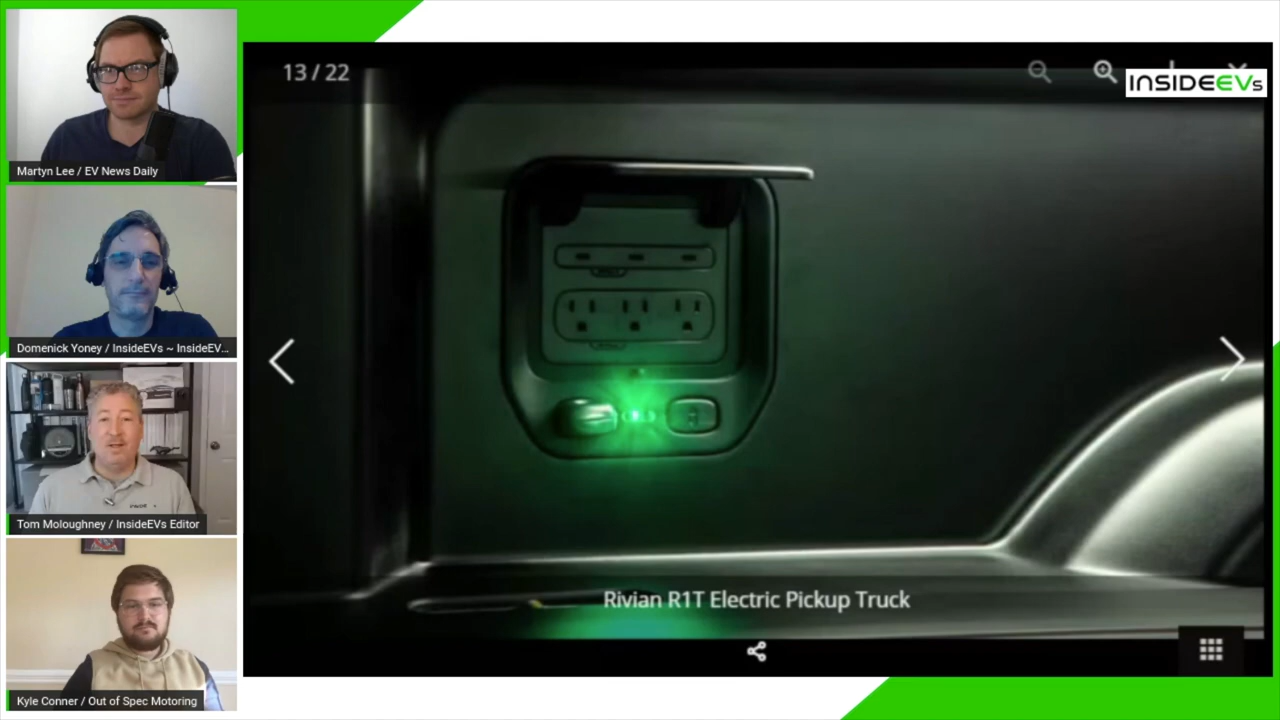 Martyn Lee / EV News Daily
Domenick Yoney / InsideEVs ~ InsideEV...
Tom Moloughney / InsideEVs Editor
Kyle Conner / Out of Spec Motoring
13 / 22
INSIDEEVs
Rivian R1T Electric Pickup Truck